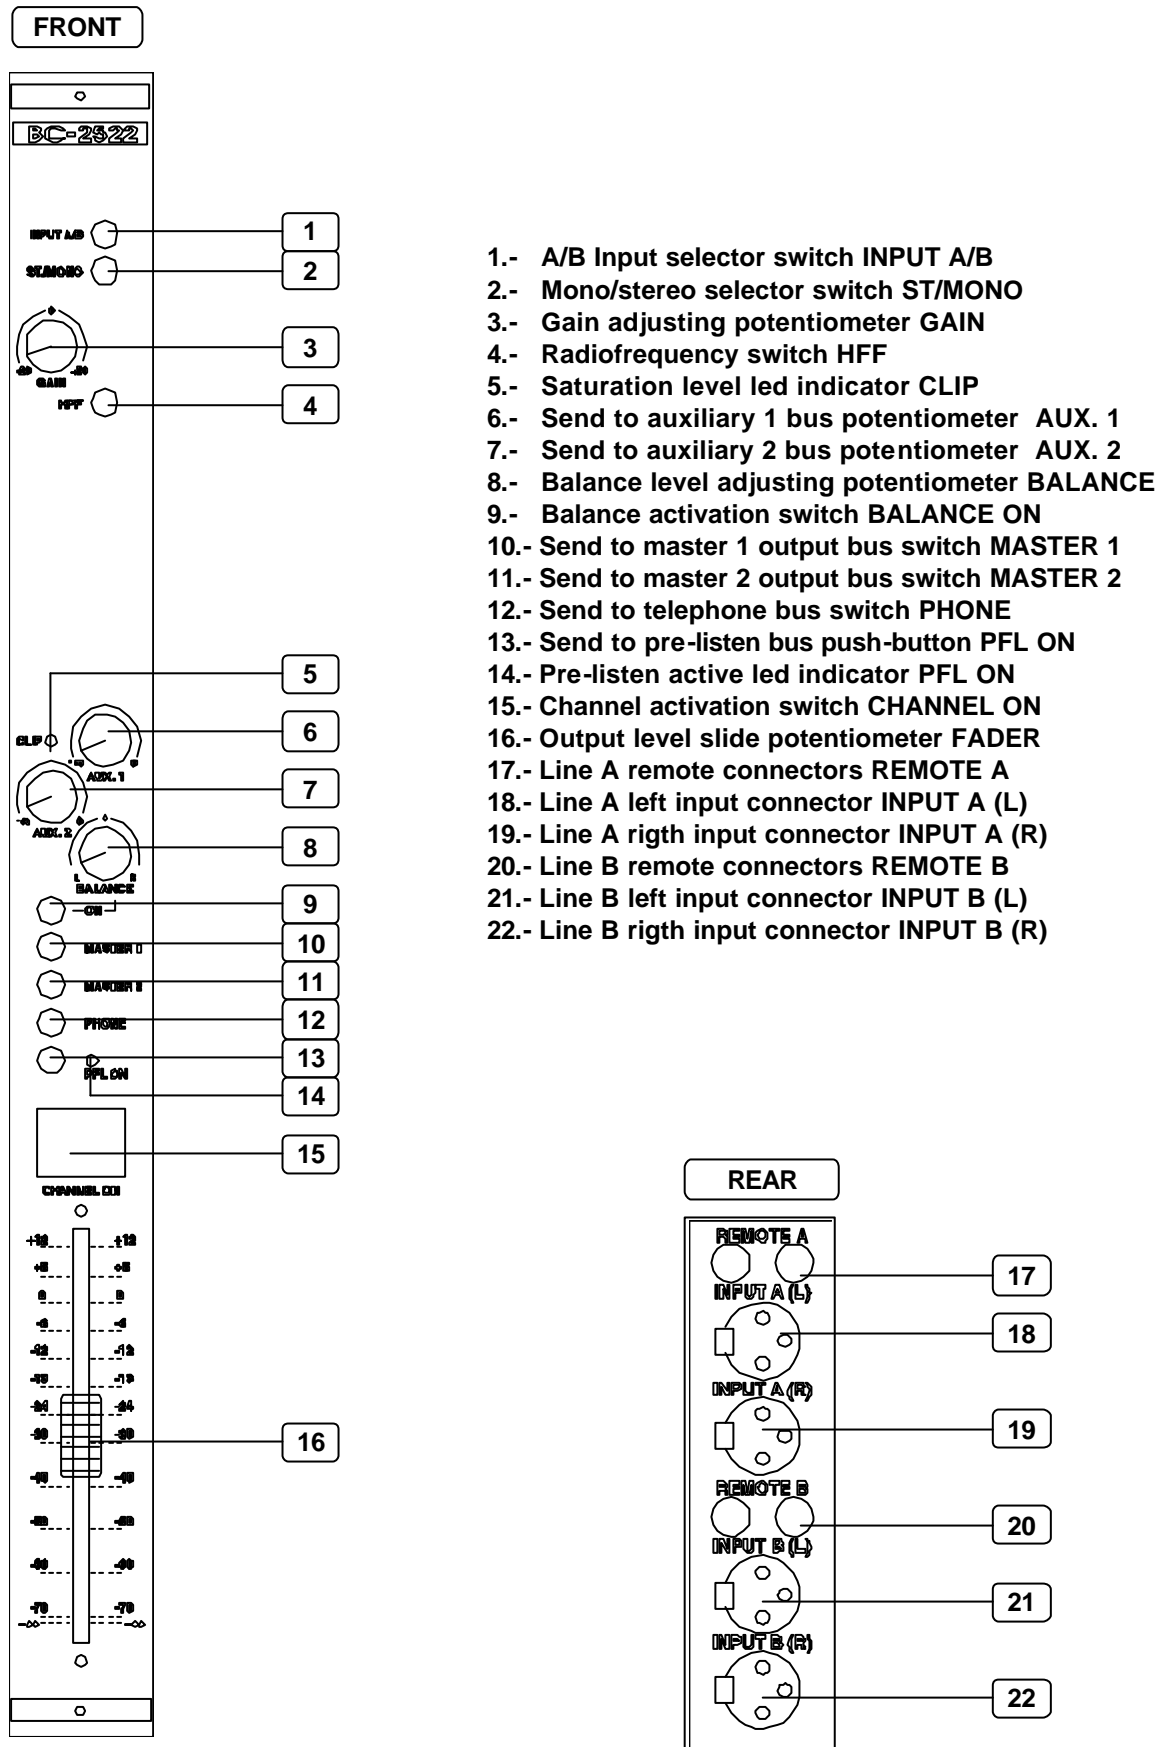 FRONT
BC-2522
INPUT A/B
1
ST/MONO
2
3
GAIN
HPF
4
1.- A/B Input selector switch INPUT A/B
2.- Mono/stereo selector switch ST/MONO
3.- Gain adjusting potentiometer GAIN
4.- Radiofrequency switch HFF
5.- Saturation level led indicator CLIP
6.- Send to auxiliary 1 bus potentiometer AUX. 1
7.- Send to auxiliary 2 bus potentiometer AUX. 2
8.- Balance level adjusting potentiometer BALANCE
9.- Balance activation switch BALANCE ON
10.- Send to master 1 output bus switch MASTER 1
11.- Send to master 2 output bus switch MASTER 2
12.- Send to telephone bus switch PHONE
13.- Send to pre-listen bus push-button PFL ON
14.- Pre-listen active led indicator PFL ON
15.- Channel activation switch CHANNEL ON
16.- Output level slide potentiometer FADER
17.- Line A remote connectors REMOTE A
18.- Line A left input connector INPUT A (L)
19.- Line A rigth input connector INPUT A (R)
20.- Line B remote connectors REMOTE B
21.- Line B left input connector INPUT B (L)
22.- Line B rigth input connector INPUT B (R)
5
CLIP
6
AUX. 1
7
AUX. 2
8
L R
BALANCE
ON
9
MASTER 1
10
MASTER 2
11
PHONE
12
13
PFL ON
14
15
CHANNEL ON
+12 +12
-12 -12
-24 -24
16
-70 -70
-∞ -∞
REAR
REMOTE A
17
INPUT A (L)
18
INPUT A (R)
19
REMOTE B
20
INPUT B (L)
21
INPUT B (R)
22